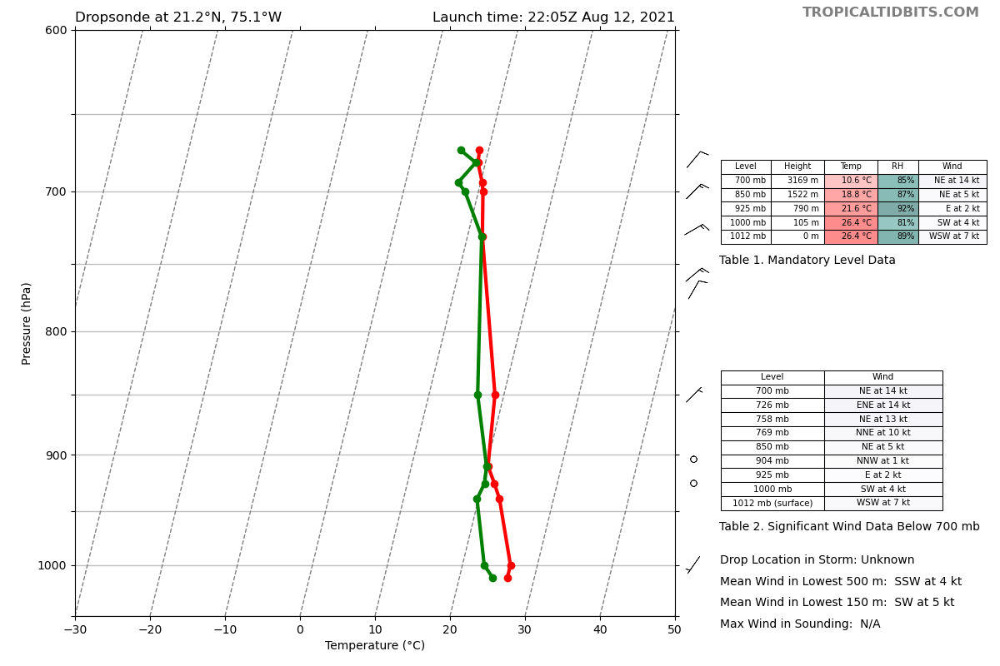 TROPICALTIDBITS.COM
Dropsonde at 21.2°N, 75.1°W Launch time: 22:05Z Aug 12, 2021
600
700
800
900
1000
Pressure (hPa)
−30 −20 −10 0 10 20 30 40 50
Temperature (°C)
Level Height Temp RH Wind
700 mb 3169 m 10.6 °C 85% NE at 14 kt
850 mb 1522 m 18.8 °C 87% NE at 5 kt
925 mb 790 m 21.6 °C 92% E at 2 kt
1000 mb 105 m 26.4 °C 81% SW at 4 kt
1012 mb 0 m 26.4 °C 89% WSW at 7 kt
Table 1. Mandatory Level Data
Level Wind
700 mb NE at 14 kt
726 mb ENE at 14 kt
758 mb NE at 13 kt
769 mb NNE at 10 kt
850 mb NE at 5 kt
904 mb NNW at 1 kt
925 mb E at 2 kt
1000 mb SW at 4 kt
1012 mb (surface) WSW at 7 kt
Table 2. Significant Wind Data Below 700 mb
Drop Location in Storm: Unknown
Mean Wind in Lowest 500 m:  SSW at 4 kt
Mean Wind in Lowest 150 m:  SW at 5 kt
Max Wind in Sounding:  N/A